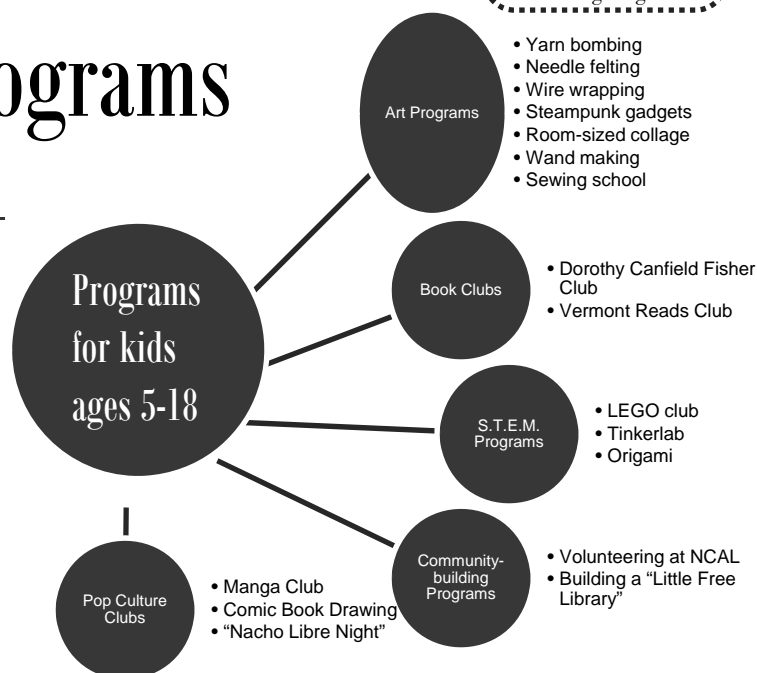 ograms
Programs
for kids
ages 5-18
Art Programs
• Yarn bombing
• Needle felting
• Wire wrapping
• Steampunk gadgets
• Room-sized collage
• Wand making
• Sewing school
Book Clubs
• Dorothy Canfield Fisher
Club
• Vermont Reads Club
S.T.E.M.
Programs
• LEGO club
• Tinkerlab
• Origami
Community-
building
Programs
• Volunteering at NCAL
• Building a “Little Free
Library”
Pop Culture
Clubs
• Manga Club
• Comic Book Drawing
• “Nacho Libre Night”